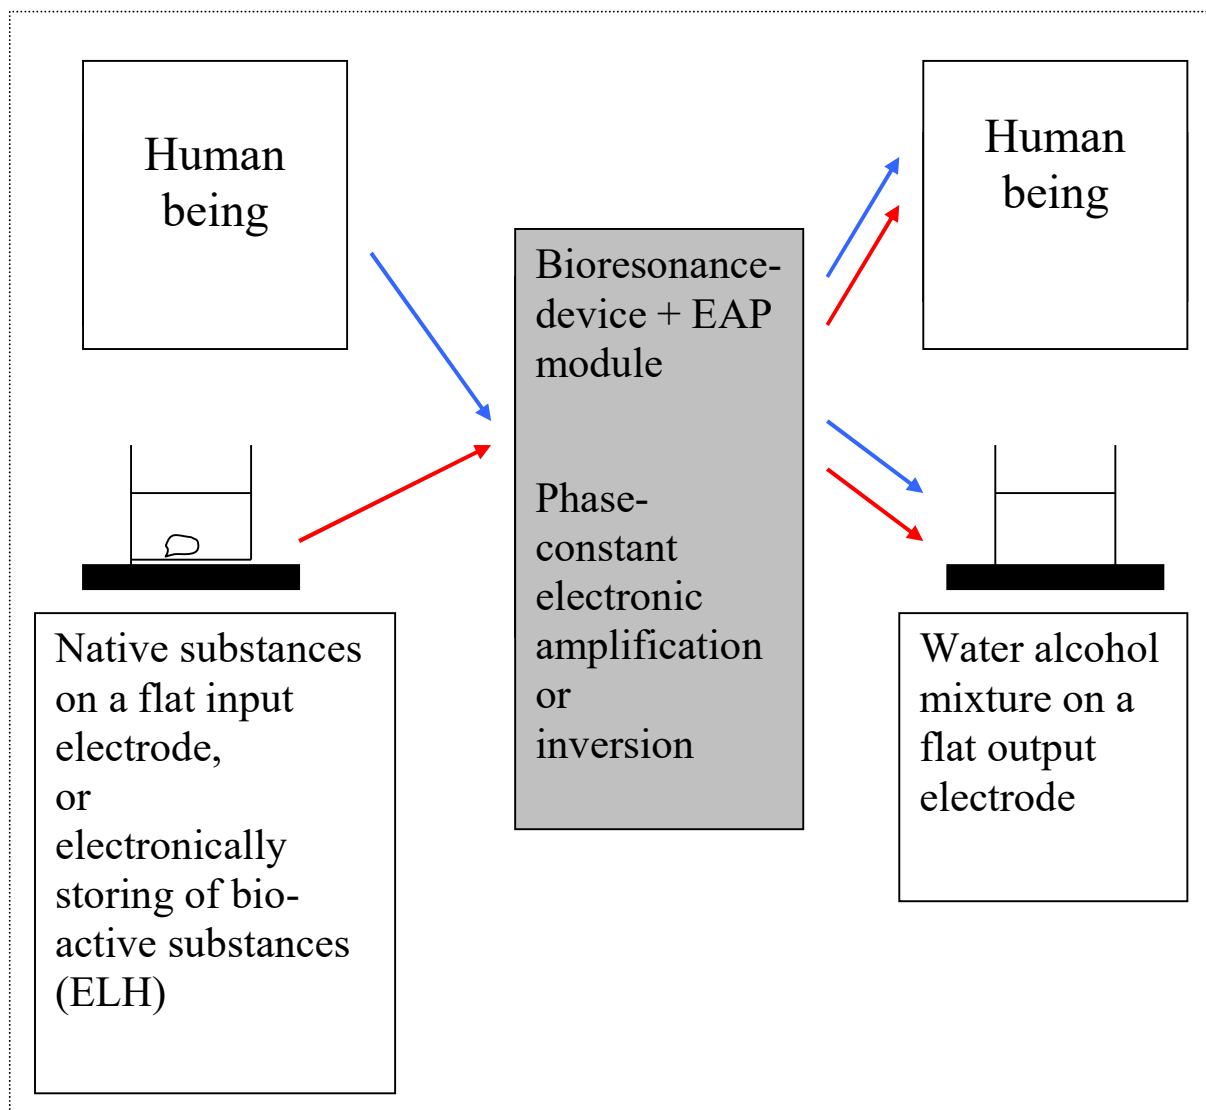 Human
being
Human
being
Bioresonance-
device + EAP
module
Phase-
constant
electronic
amplification
or
inversion
Native substances
on a flat input
electrode,
or
electronically
storing of bio-
active substances
(ELH)
Water alcohol
mixture on a
flat output
electrode